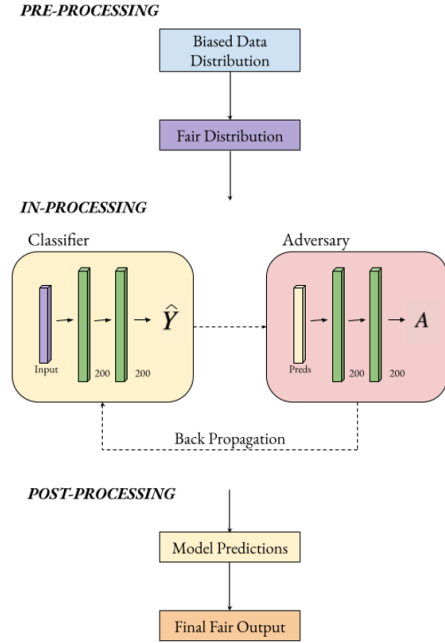 PRE-PROCESSING
Biased Data
Distribution
Fair Distribution
IN-PROCESSING
Classifier
Adversary
Input
200
200
Ŷ
Preds
200
200
A
Back Propagation
POST-PROCESSING
Model Predictions
Final Fair Output